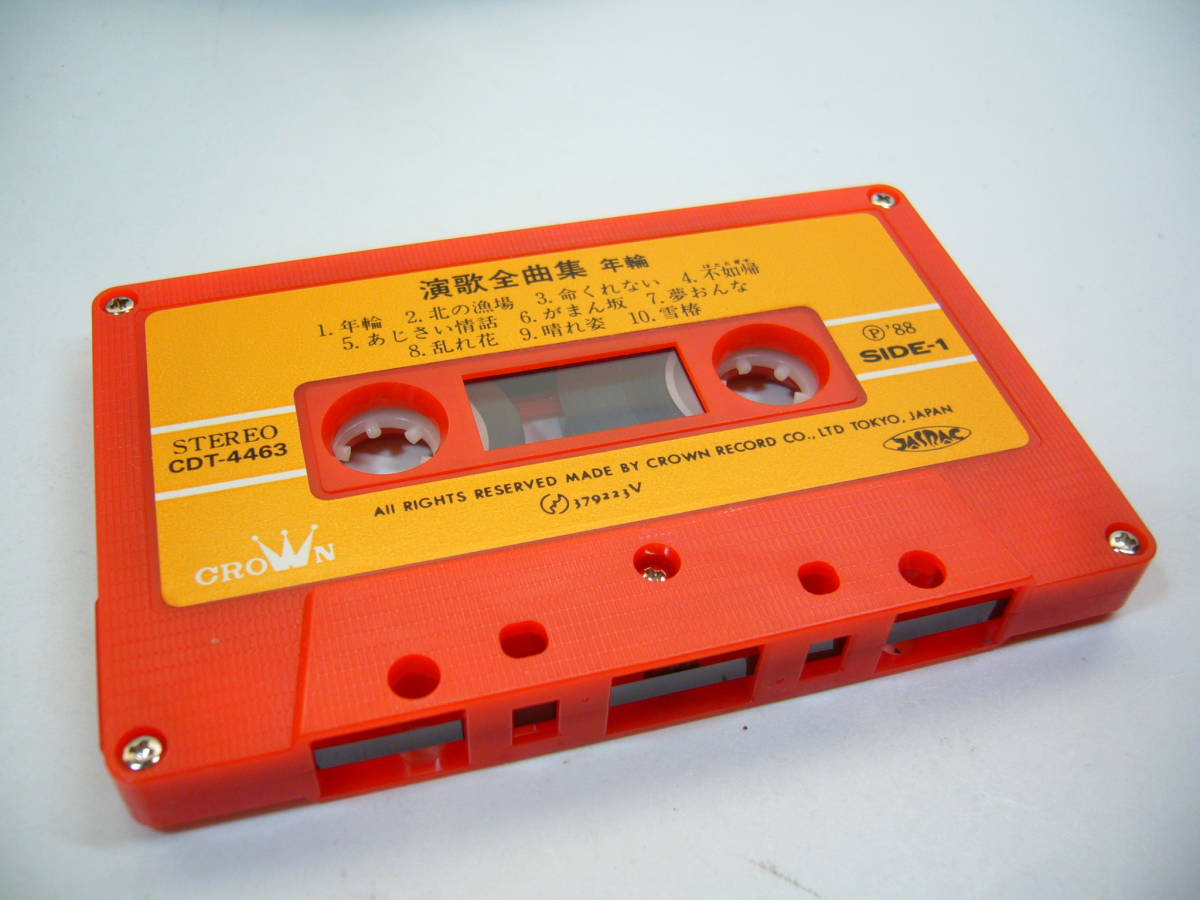 演歌全曲集 年輪
1. 年輪 2. 北の漁場 3. 命くれない 4. 不如帰
5. あじさい情話 6. がまん坂 7. 夢おんな
8. 乱れ花 9. 晴れ姿 10. 雪椿
STEREO
CDT-4463
Ⓟ'88
SIDE-1
All RIGHTS RESERVED MADE BY CROWN RECORD CO., LTD TOKYO, JAPAN
379223V
JASRAC
CROWN